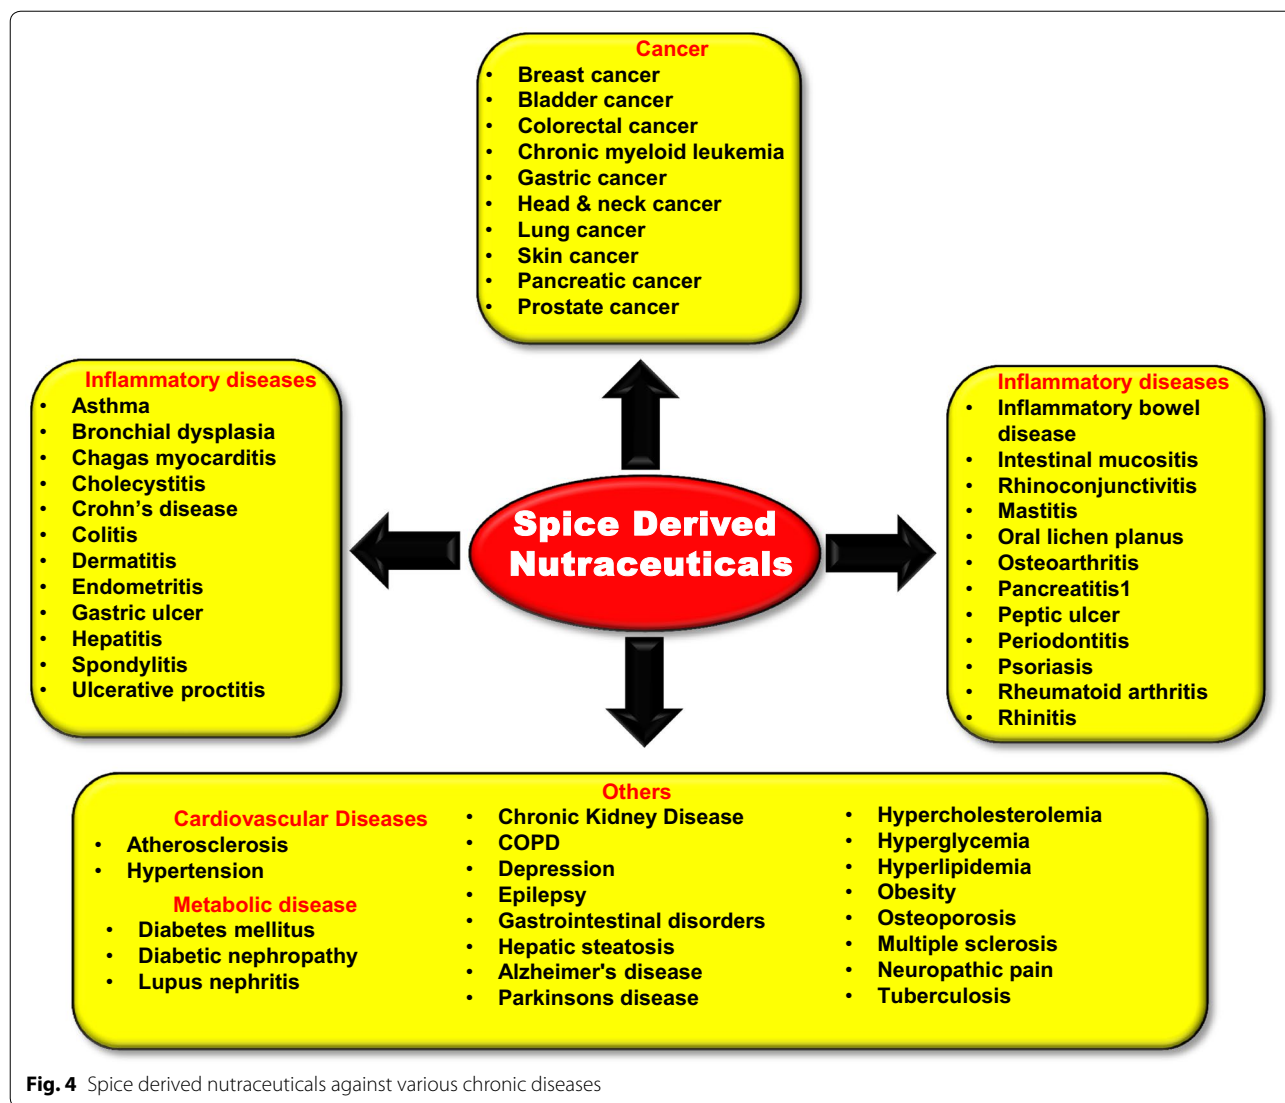 Cancer
• Breast cancer
• Bladder cancer
• Colorectal cancer
• Chronic myeloid leukemia
• Gastric cancer
• Head & neck cancer
• Lung cancer
• Skin cancer
• Pancreatic cancer
• Prostate cancer
Inflammatory diseases
• Asthma
• Bronchial dysplasia
• Chagas myocarditis
• Cholecystitis
• Crohn’s disease
• Colitis
• Dermatitis
• Endometritis
• Gastric ulcer
• Hepatitis
• Spondylitis
• Ulcerative proctitis
Spice Derived
Nutraceuticals
Inflammatory diseases
• Inflammatory bowel
disease
• Intestinal mucositis
• Rhinoconjunctivitis
• Mastitis
• Oral lichen planus
• Osteoarthritis
• Pancreatitis1
• Peptic ulcer
• Periodontitis
• Psoriasis
• Rheumatoid arthritis
• Rhinitis
Cardiovascular Diseases
• Atherosclerosis
• Hypertension
Metabolic disease
• Diabetes mellitus
• Diabetic nephropathy
• Lupus nephritis
Others
• Chronic Kidney Disease
• COPD
• Depression
• Epilepsy
• Gastrointestinal disorders
• Hepatic steatosis
• Alzheimer's disease
• Parkinsons disease
• Hypercholesterolemia
• Hyperglycemia
• Hyperlipidemia
• Obesity
• Osteoporosis
• Multiple sclerosis
• Neuropathic pain
• Tuberculosis
Fig. 4 Spice derived nutraceuticals against various chronic diseases